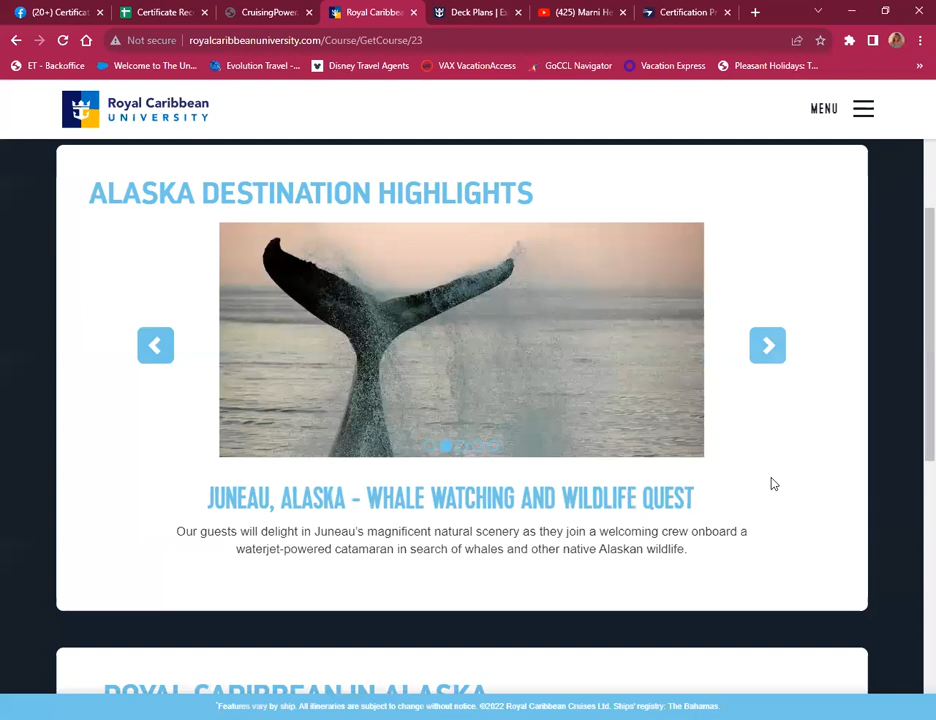 (20+) Certificat
Certificate Rec
CruisingPower.
Royal Caribbea
Deck Plans | Ex
(425) Marni He
Certification Pr
Not secure royalcaribbeanuniversity.com/Course/GetCourse/23
ET - Backoffice
Welcome to The Un...
Evolution Travel -...
Disney Travel Agents
VAX VacationAccess
GoCCL Navigator
Vacation Express
Pleasant Holidays: T...
Royal Caribbean
UNIVERSITY
MENU
ALASKA DESTINATION HIGHLIGHTS
JUNEAU, ALASKA - WHALE WATCHING AND WILDLIFE QUEST
Our guests will delight in Juneau's magnificent natural scenery as they join a welcoming crew onboard a
waterjet-powered catamaran in search of whales and other native Alaskan wildlife.
ROYAL CARIBBEAN IN ALASKA
*Features vary by ship. All itineraries are subject to change without notice. ©2022 Royal Caribbean Cruises Ltd. Ships' registry: The Bahamas.